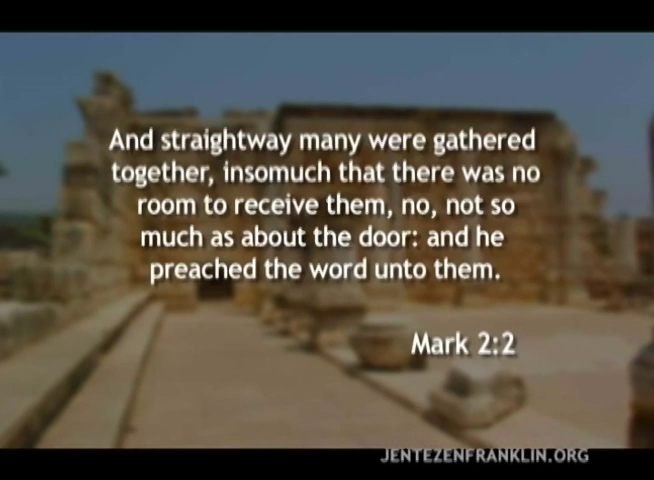 And straightway many were gathered
together, insomuch that there was no
room to receive them, no, not so
much as about the door: and he
preached the word unto them.
Mark 2:2
JENTEZENFRANKLIN.ORG